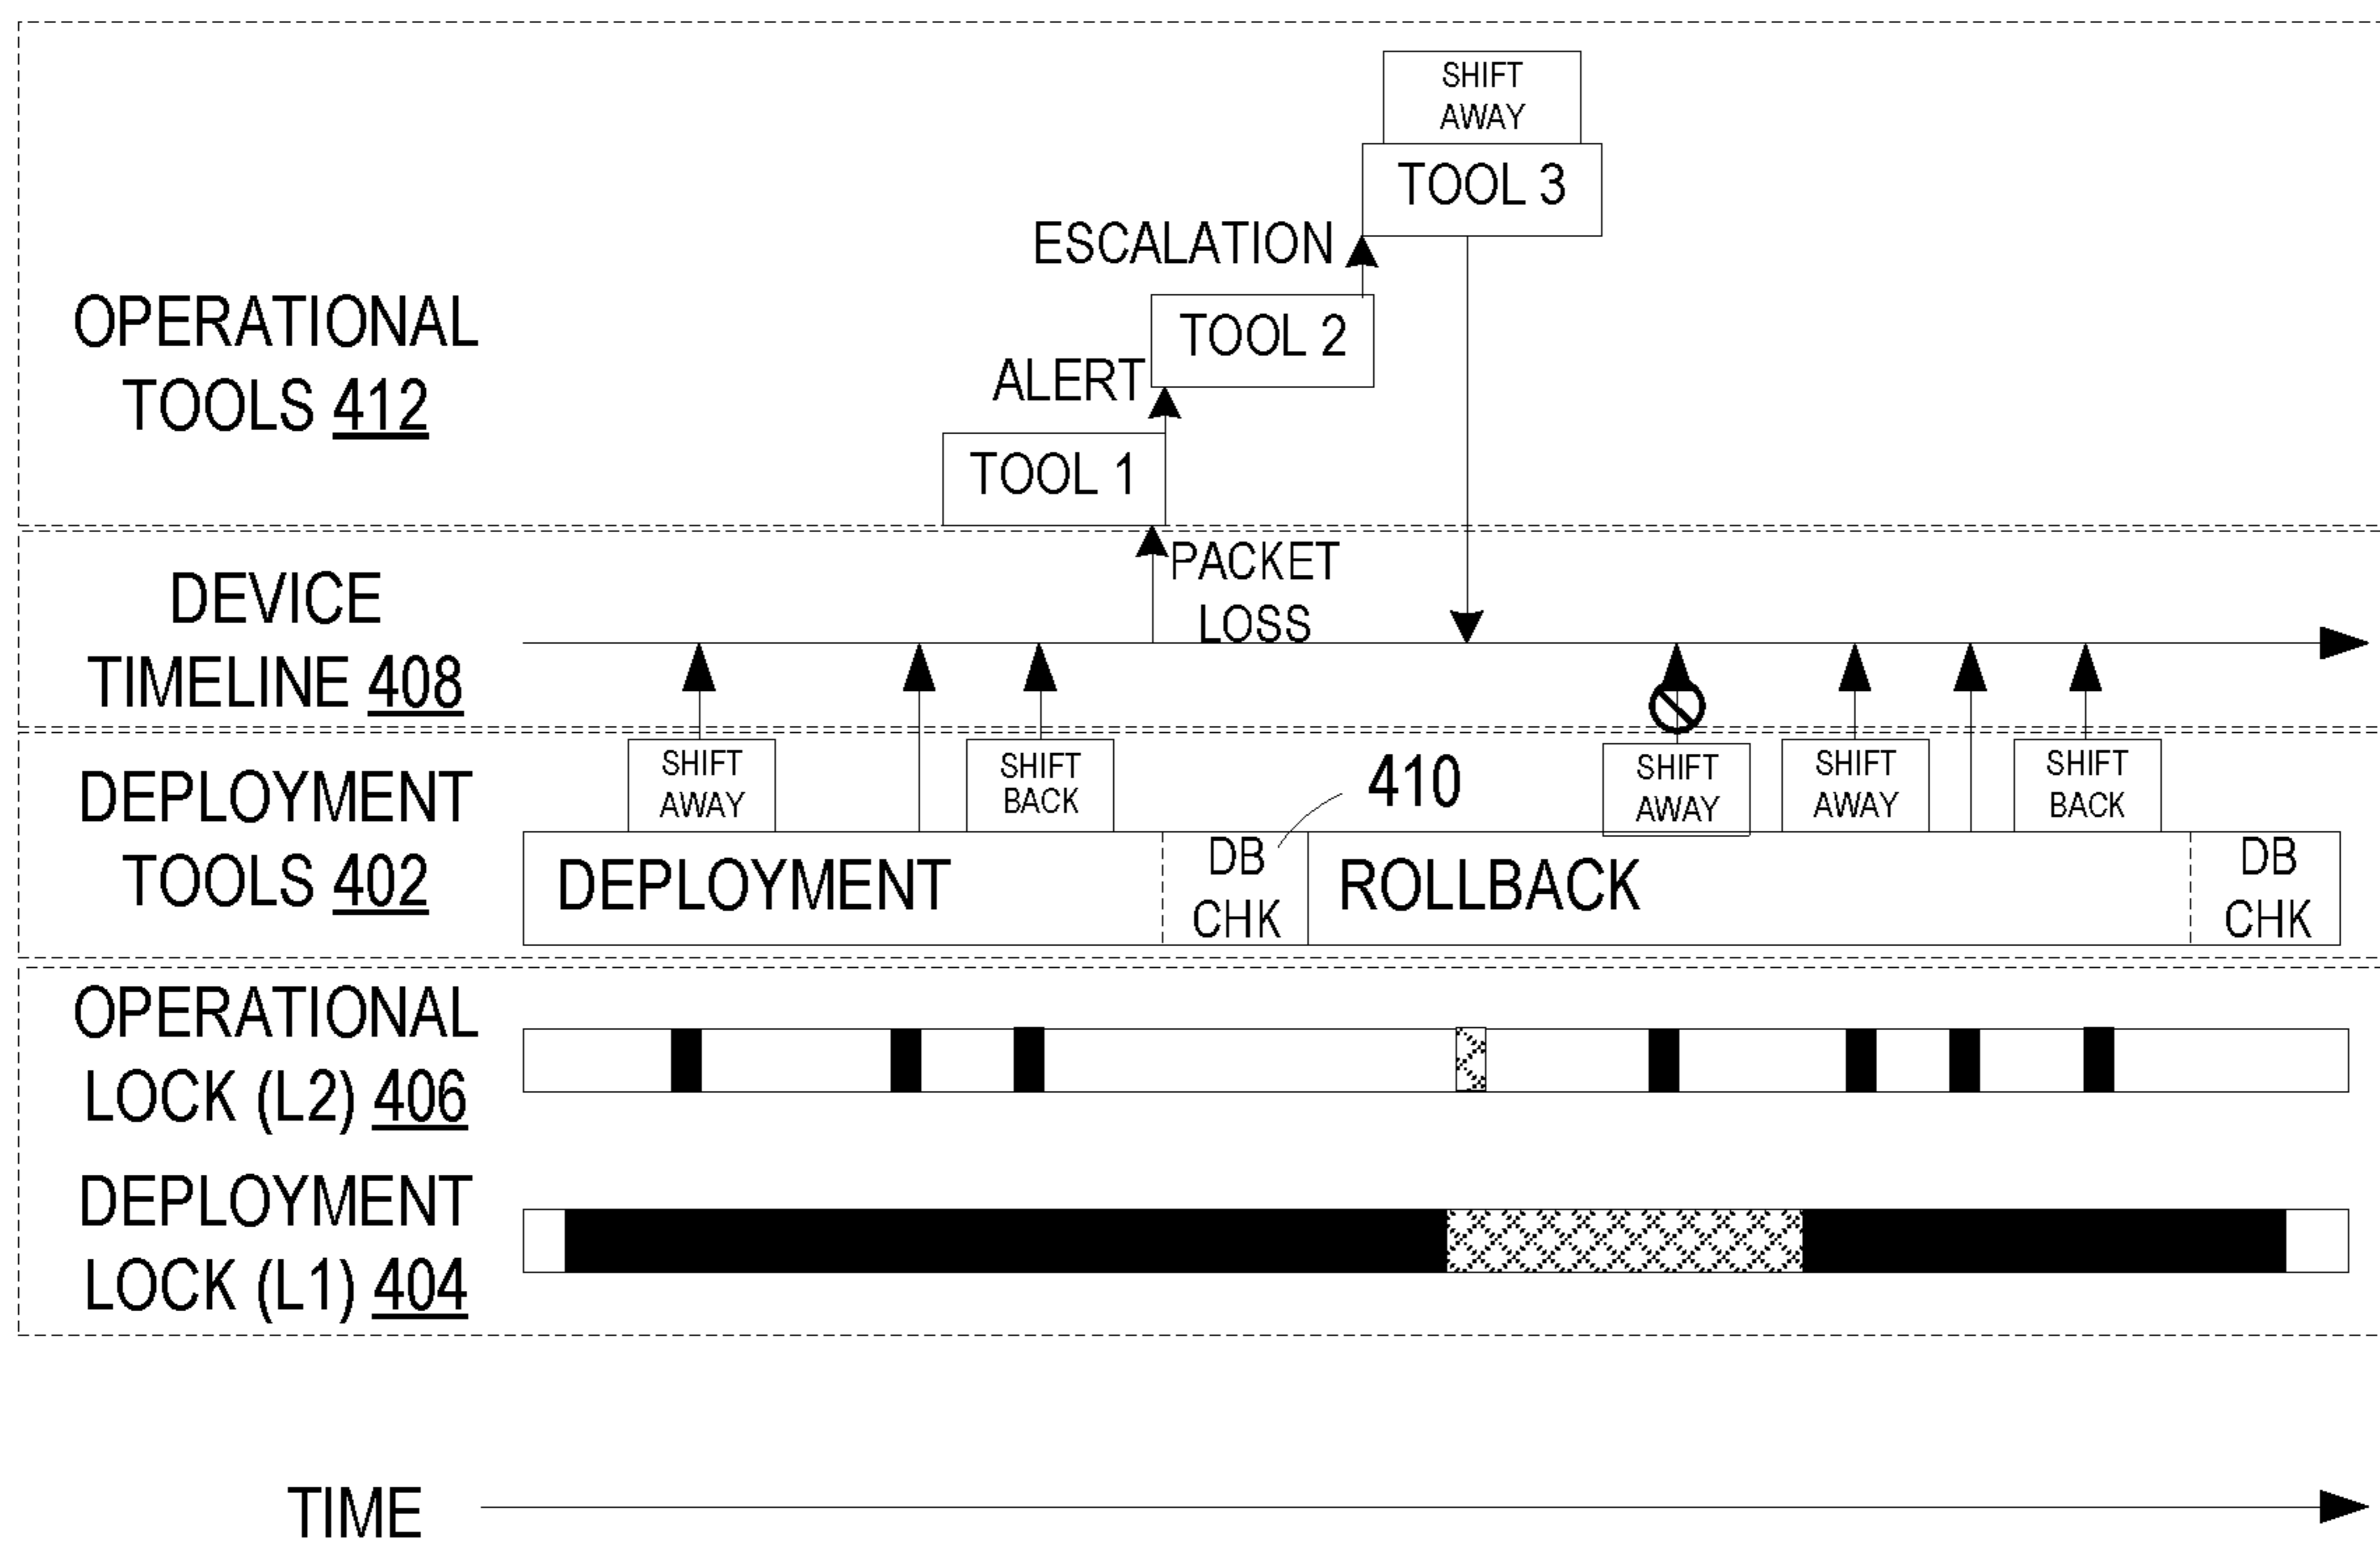 SHIFT
AWAY
TOOL 3
ESCALATION
OPERATIONAL
TOOLS 412
TOOL 2
ALERT
TOOL 1
DEVICE
TIMELINE 408
PACKET
LOSS
DEPLOYMENT
TOOLS 402
SHIFT
AWAY
SHIFT
BACK
410
SHIFT
AWAY
SHIFT
AWAY
SHIFT
BACK
DEPLOYMENT
DB
CHK
ROLLBACK
DB
CHK
OPERATIONAL
LOCK (L2) 406
DEPLOYMENT
LOCK (L1) 404
TIME